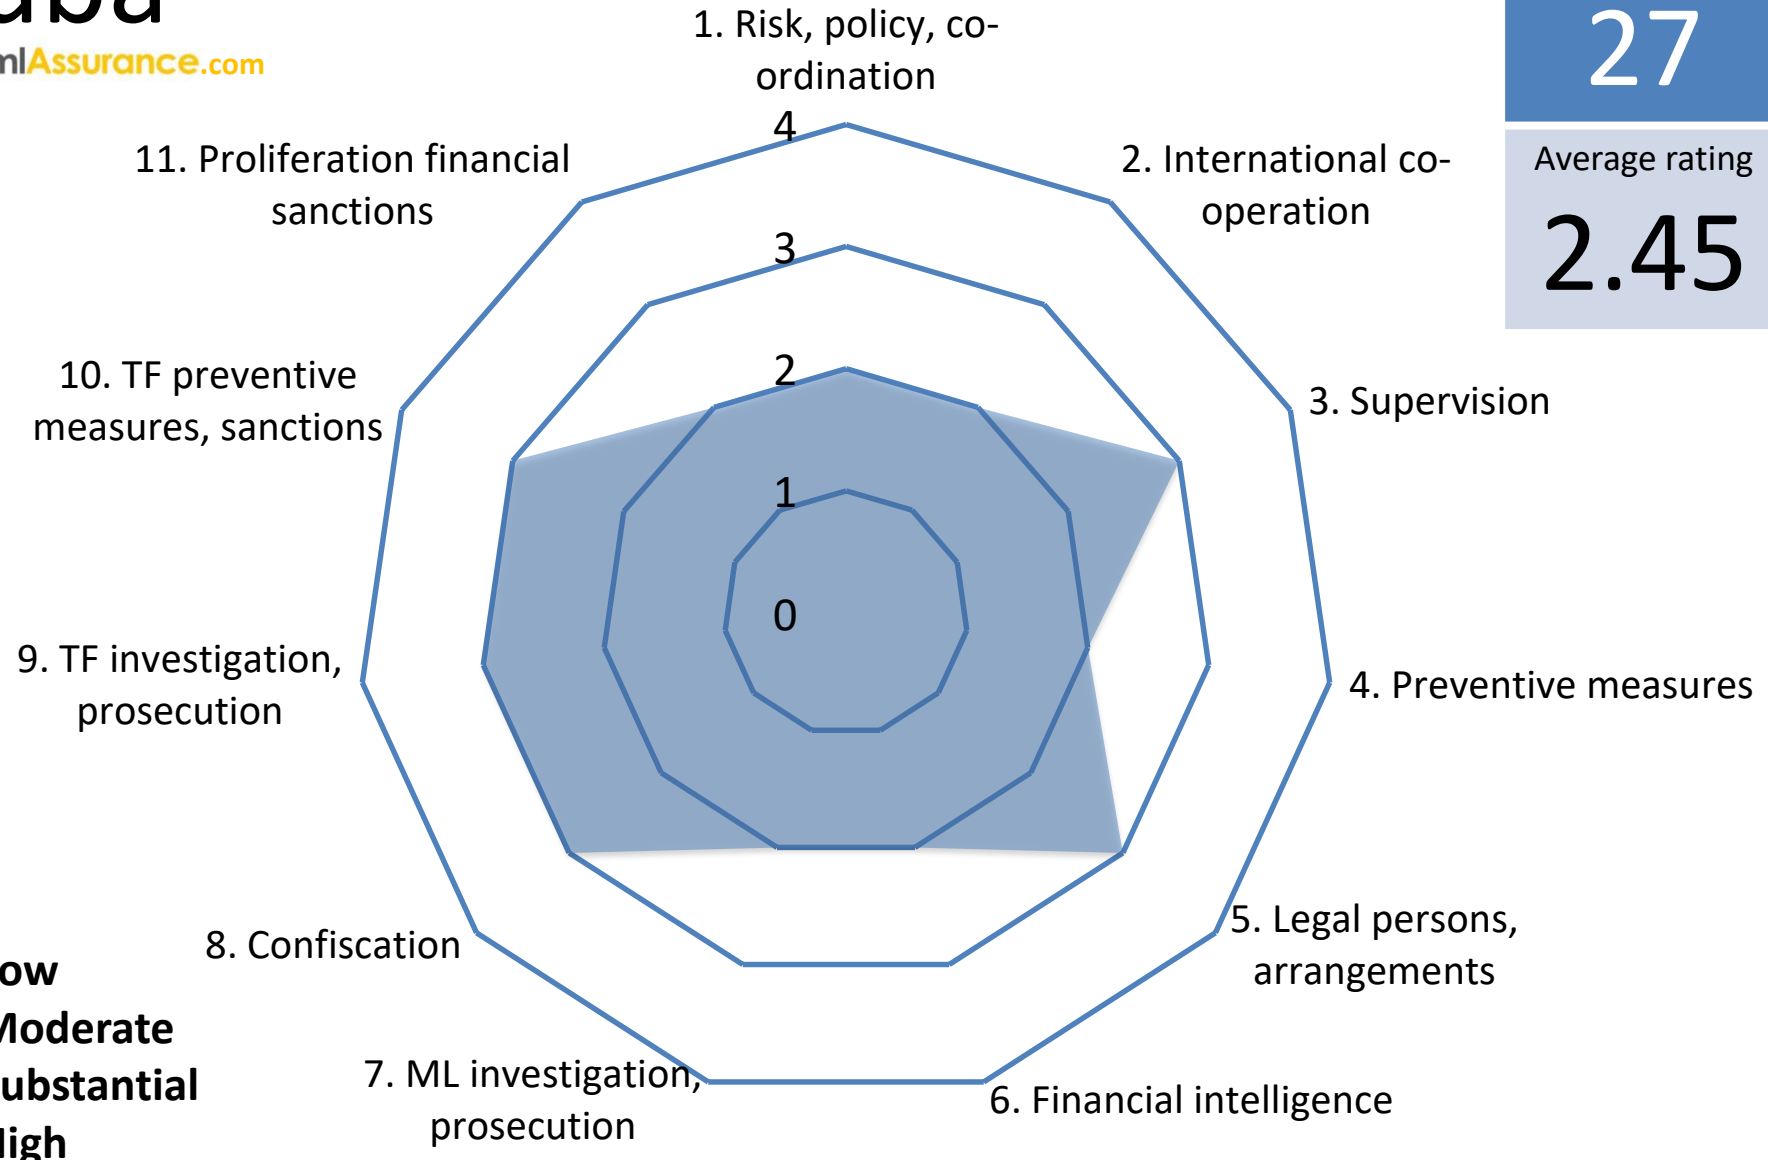 uba
mlAssurance.com
27
Average rating
2.45
1. Risk, policy, co-
ordination
2. International co-
operation
3. Supervision
4. Preventive measures
5. Legal persons,
arrangements
6. Financial intelligence
7. ML investigation,
prosecution
8. Confiscation
9. TF investigation,
prosecution
10. TF preventive
measures, sanctions
11. Proliferation financial
sanctions
4
3
2
1
0
ow
Moderate
ubstantial
High